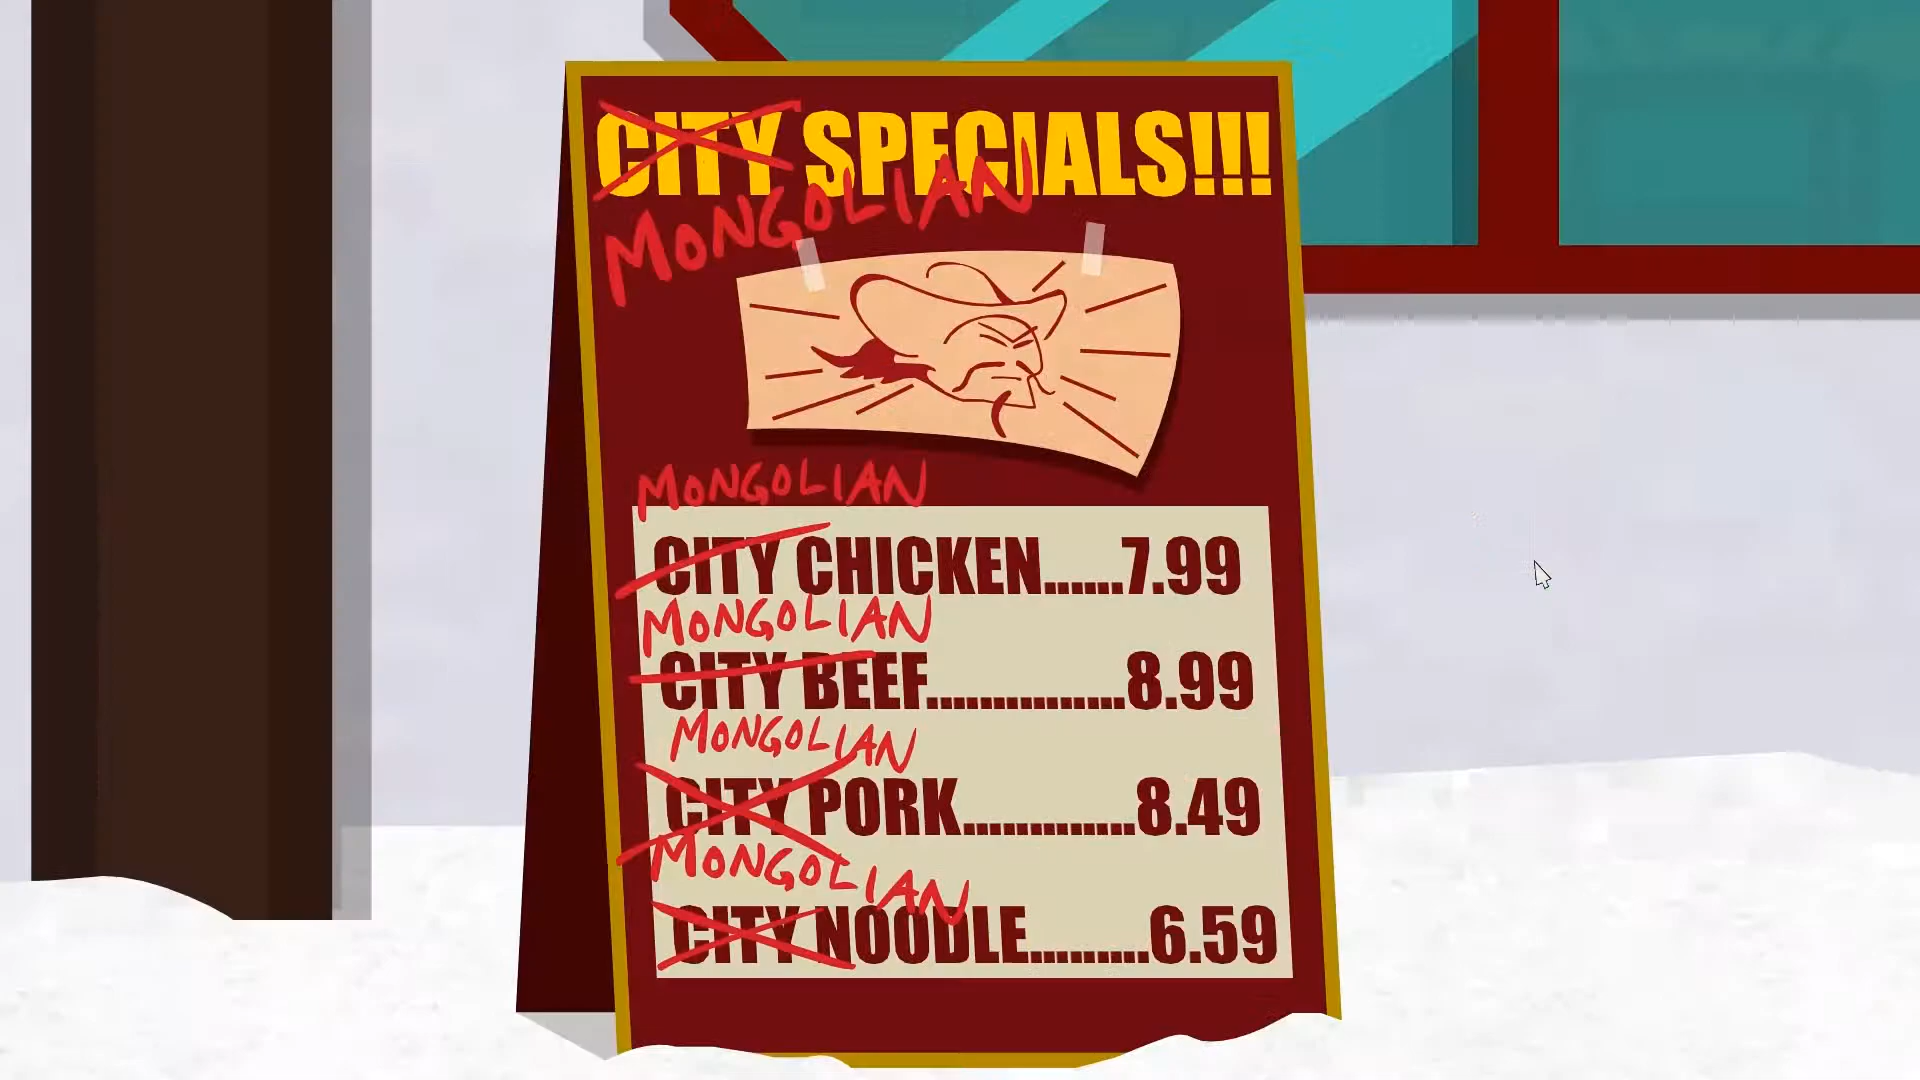 CITY SPECIALS!!!
MONGOLIAN
MONGOLIAN
CITY CHICKEN......7.99
MONGOLIAN
CITY BEEF...............8.99
MONGOLIAN
CITY PORK.............8.49
MONGOLIAN
CITY NOODLE.........6.59